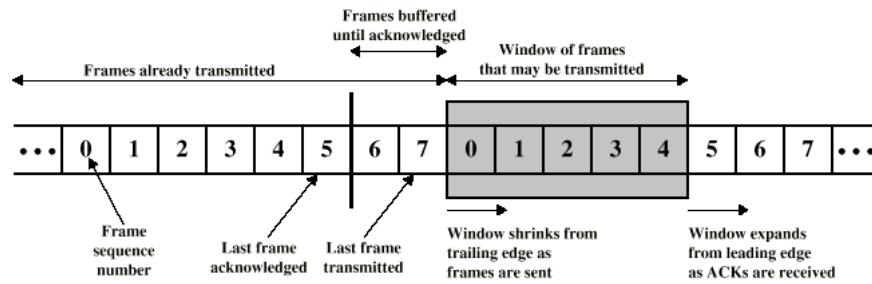 Frames buffered
until acknowledged
Window of frames
that may be transmitted
Frames already transmitted
••• 0 1 2 3 4 5 6 7 0 1 2 3 4 5 6 7 •••
Frame
sequence
number
Last frame
acknowledged
Last frame
transmitted
Window shrinks from
trailing edge as
frames are sent
Window expands
from leading edge
as ACKs are received